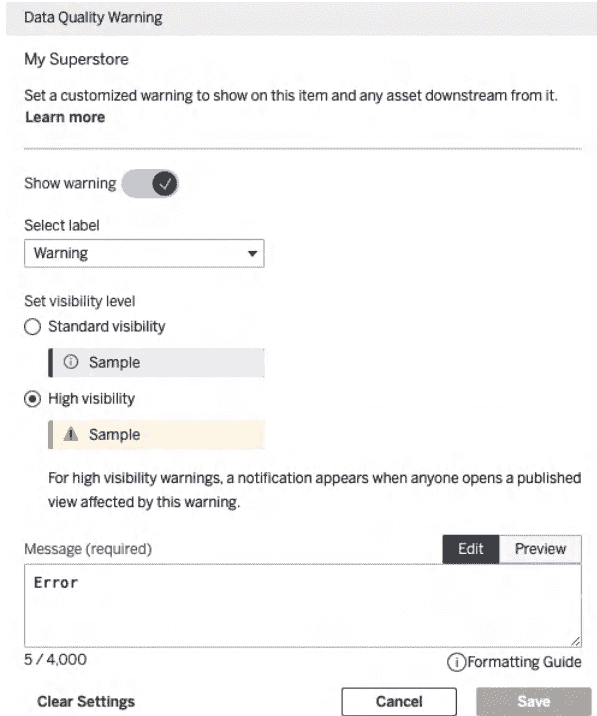 Data Quality Warning
My Superstore
Set a customized warning to show on this item and any asset downstream from it.
Learn more
Show warning
Select label
Warning
Set visibility level
Standard visibility
Sample
High visibility
Sample
For high visibility warnings, a notification appears when anyone opens a published
view affected by this warning.
Message (required) Edit Preview
Error
5 / 4,000 Formatting Guide
Clear Settings Cancel Save